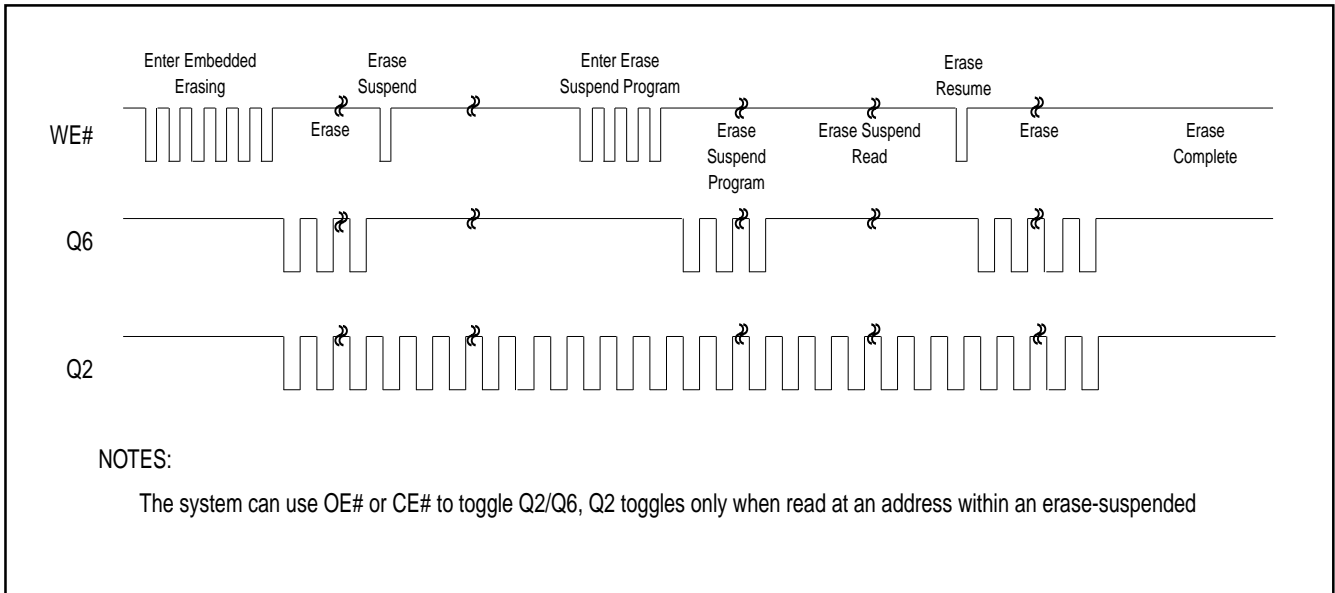 Enter Embedded
Erasing
Erase
Suspend
Enter Erase
Suspend Program
Erase
Resume
WE#
Erase
Erase
Suspend
Program
Erase Suspend
Read
Erase
Erase
Complete
Q6
Q2
NOTES:
The system can use OE# or CE# to toggle Q2/Q6, Q2 toggles only when read at an address within an erase-suspended